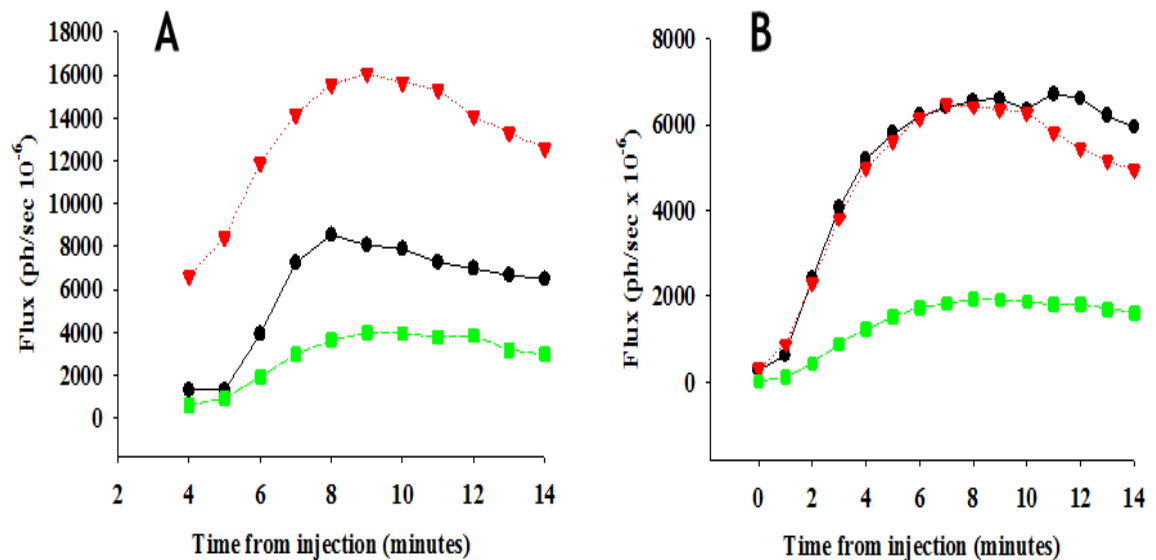 A
18000
16000
14000
12000
10000
8000
6000
4000
2000
0
Flux (ph/sec 10⁻⁶)
2 4 6 8 10 12 14
Time from injection (minutes)
B
8000
6000
4000
2000
0
Flux (ph/sec x 10⁻⁶)
0 2 4 6 8 10 12 14
Time from injection (minutes)